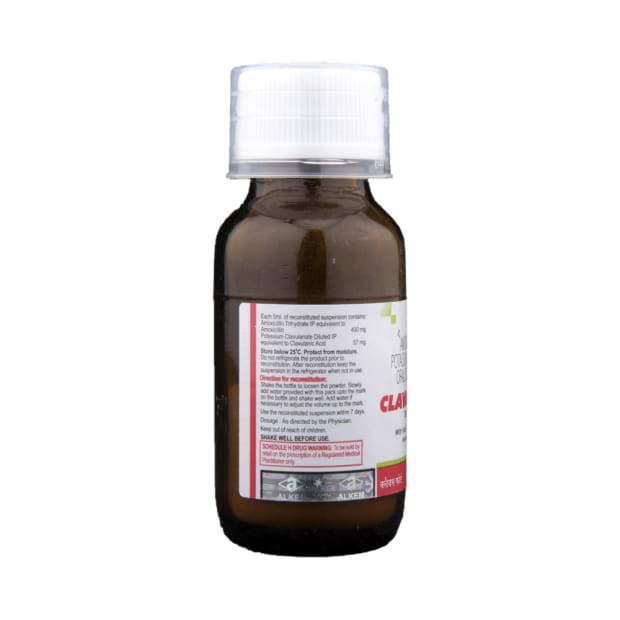 Each 5mL of reconstituted suspension contains:
Amoxicillin Trihydrate IP equivalent to
Amoxicillin 400 mg
Potassium Clavulanate Diluted IP
equivalent to Clavulanic Acid 57 mg
Store below 25°C. Protect from moisture.
Do not refrigerate the product prior to
reconstitution. After reconstitution keep the
suspension in the refrigerator when not in use.
Direction for reconstitution:
Shake the bottle to loosen the powder. Slowly
add water provided with this pack upto the mark
on the bottle and shake well. Add water if
necessary to adjust the volume up to the mark.
Use the reconstituted suspension within 7 days.
Dosage : As directed by the Physician.
Keep out of reach of children.
SHAKE WELL BEFORE USE.
SCHEDULE H DRUG WARNING: To be sold by
retail on the prescription of a Registered Medical
Practitioner only.
ALKEM ALKEM
POTAS
CLAV